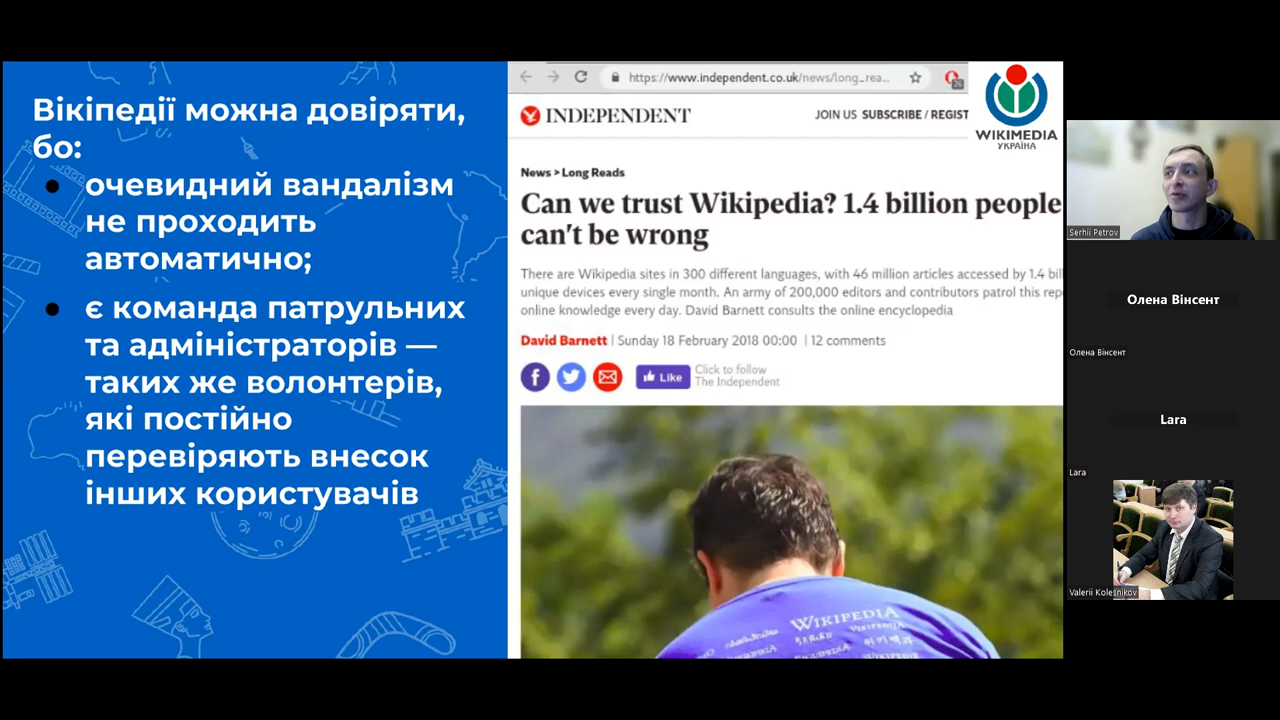 Вікіпедії можна довіряти,
бо:
очевидний вандалізм
не проходить
автоматично;
є команда патрульних
та адміністраторів —
таких же волонтерів,
які постійно
перевіряють внесок
інших користувачів
https://www.independent.co.uk/news/long_rea...
INDEPENDENT
JOIN US SUBSCRIBE / REGIST
WIKIMEDIA
УКРАЇНА
News > Long Reads
Can we trust Wikipedia? 1.4 billion people
can't be wrong
There are Wikipedia sites in 300 different languages, with 46 million articles accessed by 1.4 bil
unique devices every single month. An army of 200,000 editors and contributors patrol this rep
online knowledge every day. David Barnett consults the online encyclopedia
David Barnett | Sunday 18 February 2018 00:00 | 12 comments
Like
Click to follow
The Independent
WIKIPEDIA
Serhii Petrov
Олена Вінсент
Олена Вінсент
Lara
Lara
Valerii Kolesnikov